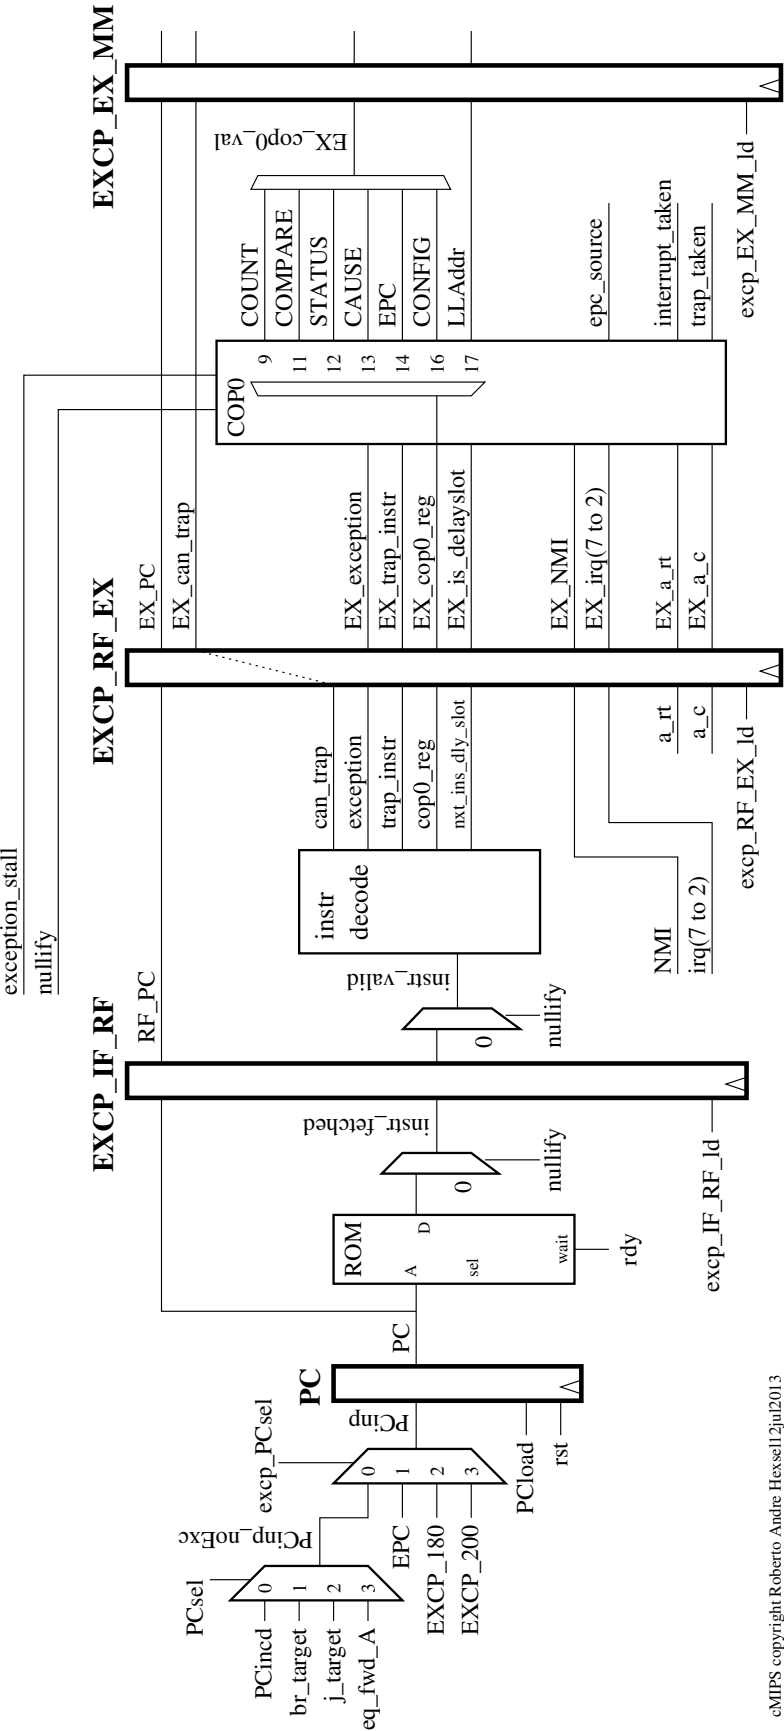 PCsel
PCincd
br_target
j_target
eq_fwd_A
0
1
2
3
PCinp_noExc
excp_PCsel
EPC
EXCP_180
EXCP_200
0
1
2
3
PCinp
PC
PCload
rst
PC
ROM
A
D
sel
wait
rdy
0
nullify
instr_fetched
EXCP_IF_RF
excp_IF_RF_ld
RF_PC
0
nullify
instr_valid
exception_stall
nullify
instr
decode
can_trap
exception
trap_instr
cop0_reg
nxt_ins_dly_slot
NMI
irq(7 to 2)
a_rt
a_c
EXCP_RF_EX
excp_RF_EX_ld
EX_PC
EX_can_trap
EX_exception
EX_trap_instr
EX_cop0_reg
EX_is_delayslot
EX_NMI
EX_irq(7 to 2)
EX_a_rt
EX_a_c
COP0
9
11
12
13
14
16
17
COUNT
COMPARE
STATUS
CAUSE
EPC
CONFIG
LLAddr
epc_source
interrupt_taken
trap_taken
EX_cop0_val
EXCP_EX_MM
excp_EX_MM_ld
cMIPS copyright Roberto Andre Hexsel12jul2013